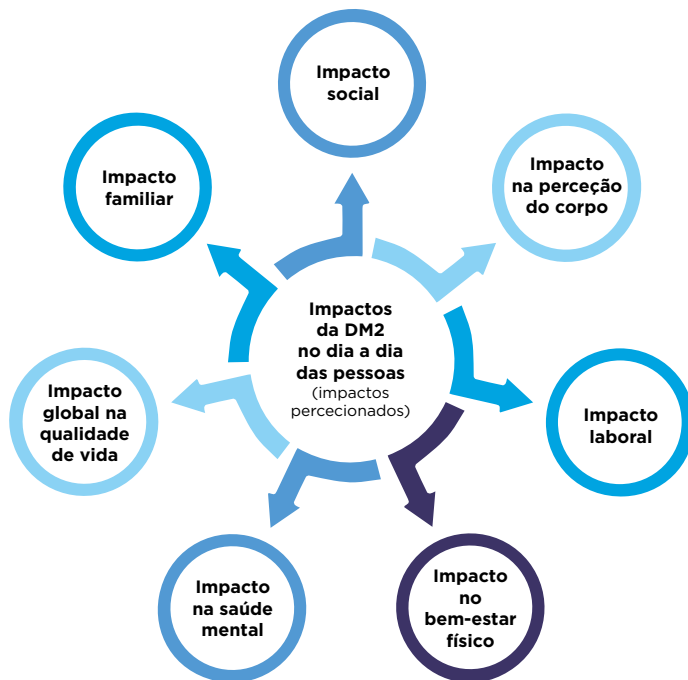 Impacto
social
Impacto
na perceção
do corpo
Impacto
familiar
Impactos
da DM2
no dia a dia
das pessoas
(impactos
percecionados)
Impacto
global na
qualidade
de vida
Impacto
laboral
Impacto
na saúde
mental
Impacto
no
bem-estar
físico